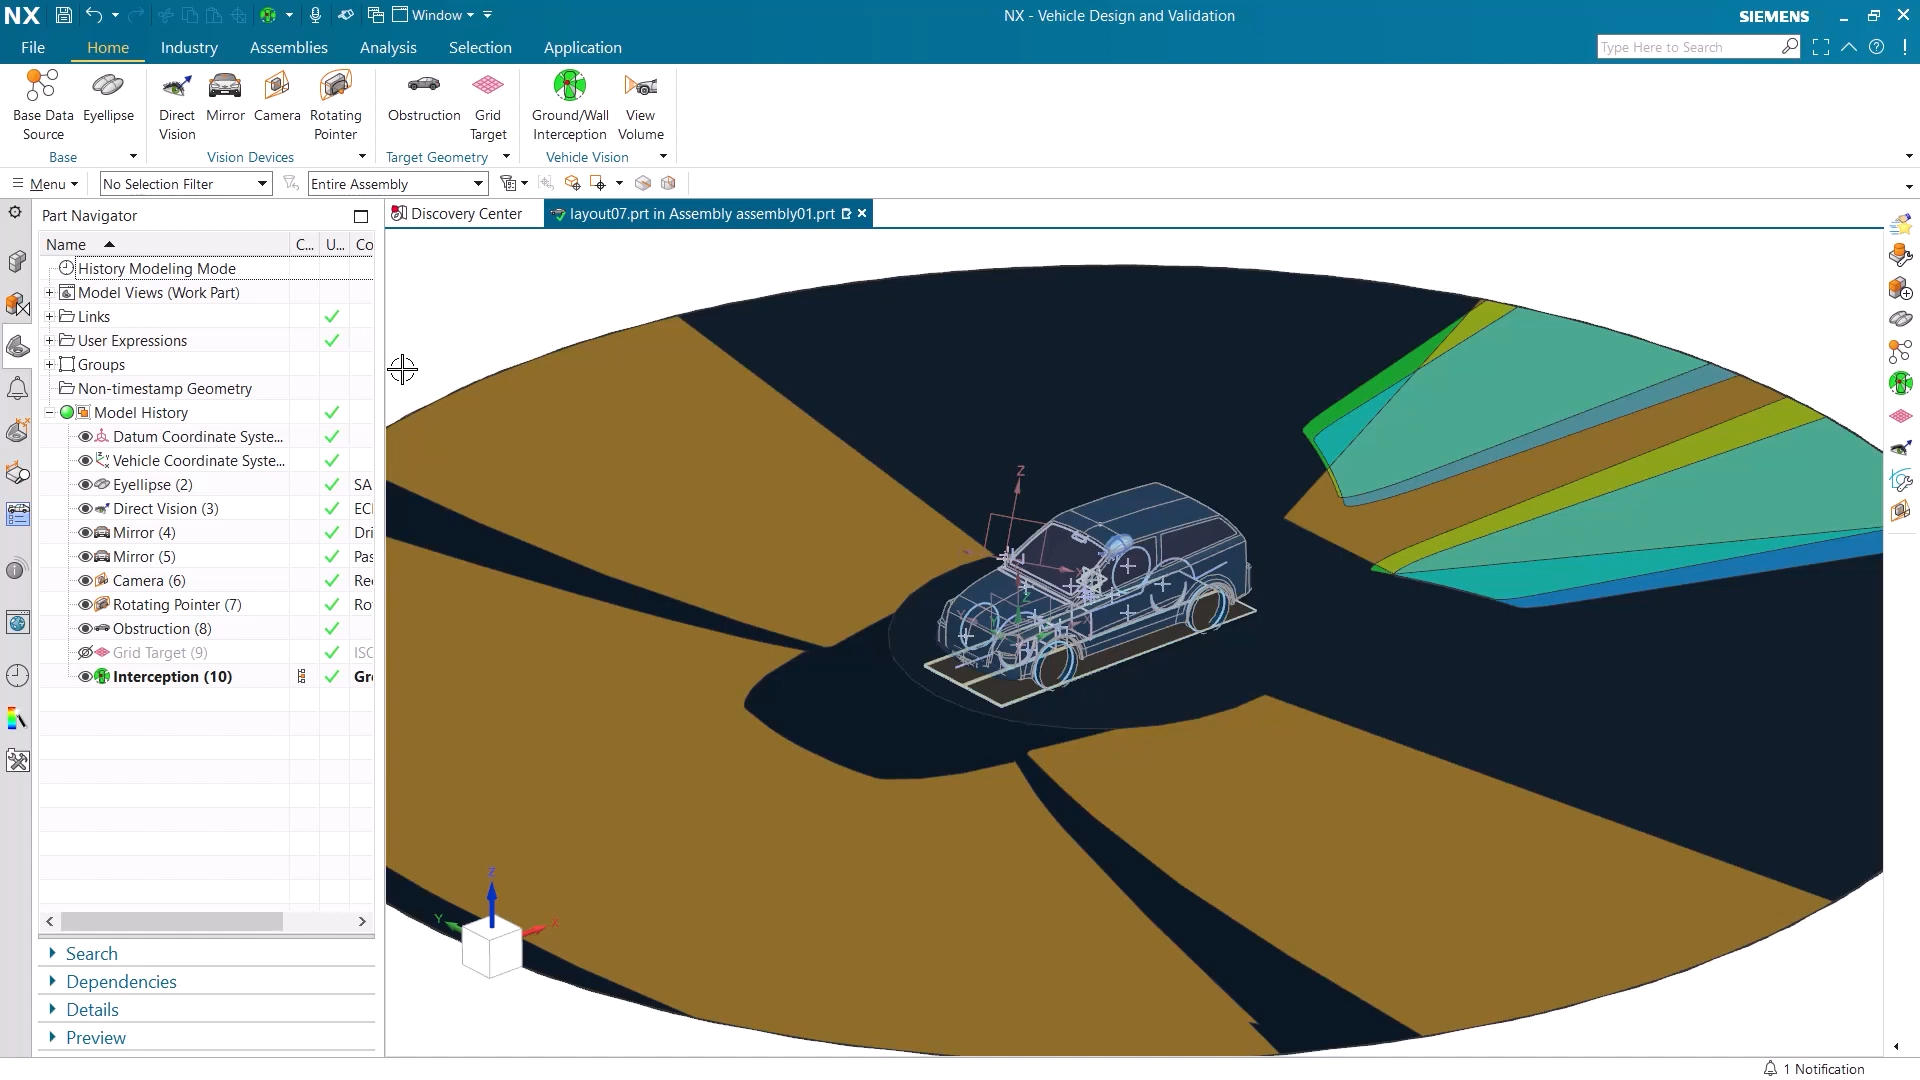 NX
Window
NX - Vehicle Design and Validation
SIEMENS
File
Home
Industry
Assemblies
Analysis
Selection
Application
Type Here to Search
Base Data Source
Eyellipse
Direct Vision
Mirror
Camera
Rotating Pointer
Obstruction
Grid Target
Ground/Wall Interception
View Volume
Base
Vision Devices
Target Geometry
Vehicle Vision
Menu
No Selection Filter
Entire Assembly
Part Navigator
Discovery Center
layout07.prt in Assembly assembly01.prt
Name
C...
U...
Co
History Modeling Mode
Model Views (Work Part)
Links
User Expressions
Groups
Non-timestamp Geometry
Model History
Datum Coordinate Syste...
Vehicle Coordinate Syste...
Eyellipse (2)
SA
Direct Vision (3)
Mirror (4)
Dri
Mirror (5)
Pas
Camera (6)
Rotating Pointer (7)
Obstruction (8)
Grid Target (9)
ISC
Interception (10)
Gr
Z
Z
Z
Y
X
Search
Dependencies
Details
Preview
1 Notification